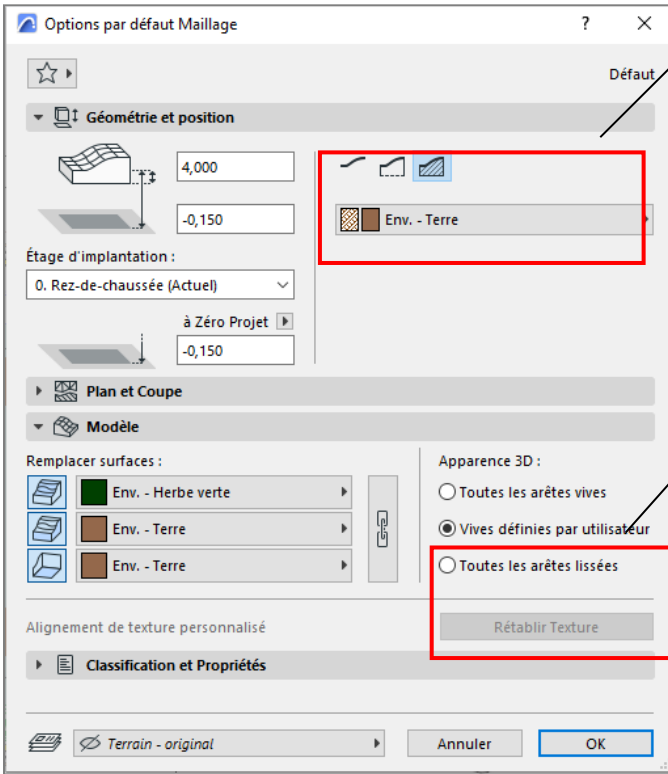 Options par défaut Maillage
?
Défaut
Géométrie et position
4,000
-0,150
Env. - Terre
Étage d'implantation :
0. Rez-de-chaussée (Actuel)
à Zéro Projet
-0,150
Plan et Coupe
Modèle
Remplacer surfaces :
Apparence 3D :
Env. - Herbe verte
Toutes les arêtes vives
Env. - Terre
Vives définies par utilisateur
Env. - Terre
Toutes les arêtes lissées
Alignement de texture personnalisé
Rétablir Texture
Classification et Propriétés
Terrain - original
Annuler
OK